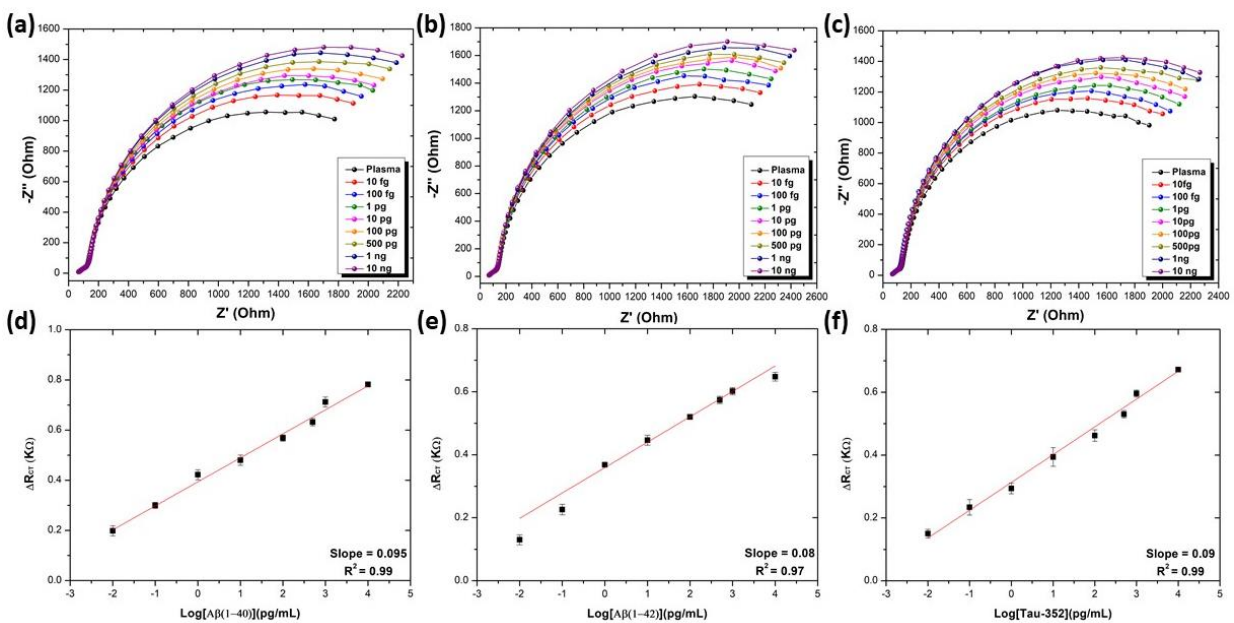 (a)
1600
1400
1200
1000
800
600
400
200
0
-Z'' (Ohm)
0 200 400 600 800 1000 1200 1400 1600 1800 2000 2200
Z' (Ohm)
Plasma
10 fg
100 fg
1 pg
10 pg
100 pg
500 pg
1 ng
10 ng
(b)
1800
1600
1400
1200
1000
800
600
400
200
0
-Z'' (Ohm)
0 200 400 600 800 1000 1200 1400 1600 1800 2000 2200 2400 2600
Z' (Ohm)
Plasma
10 fg
100 fg
1 pg
10 pg
100 pg
500 pg
1 ng
10 ng
(c)
1600
1400
1200
1000
800
600
400
200
0
-Z'' (Ohm)
0 200 400 600 800 1000 1200 1400 1600 1800 2000 2200 2400
Z' (Ohm)
Plasma
10fg
100 fg
1pg
10pg
100pg
500pg
1ng
10 ng
(d)
1.0
0.8
0.6
0.4
0.2
0.0
ΔRCT (KΩ)
-3 -2 -1 0 1 2 3 4 5
Log[Aβ(1–40)](pg/mL)
Slope = 0.095
R² = 0.99
(e)
0.8
0.6
0.4
0.2
0.0
ΔRCT (KΩ)
-3 -2 -1 0 1 2 3 4 5
Log[Aβ(1–42)](pg/mL)
Slope = 0.08
R² = 0.97
(f)
0.8
0.6
0.4
0.2
0.0
ΔRCT (KΩ)
-3 -2 -1 0 1 2 3 4 5
Log[Tau-352](pg/mL)
Slope = 0.09
R² = 0.99